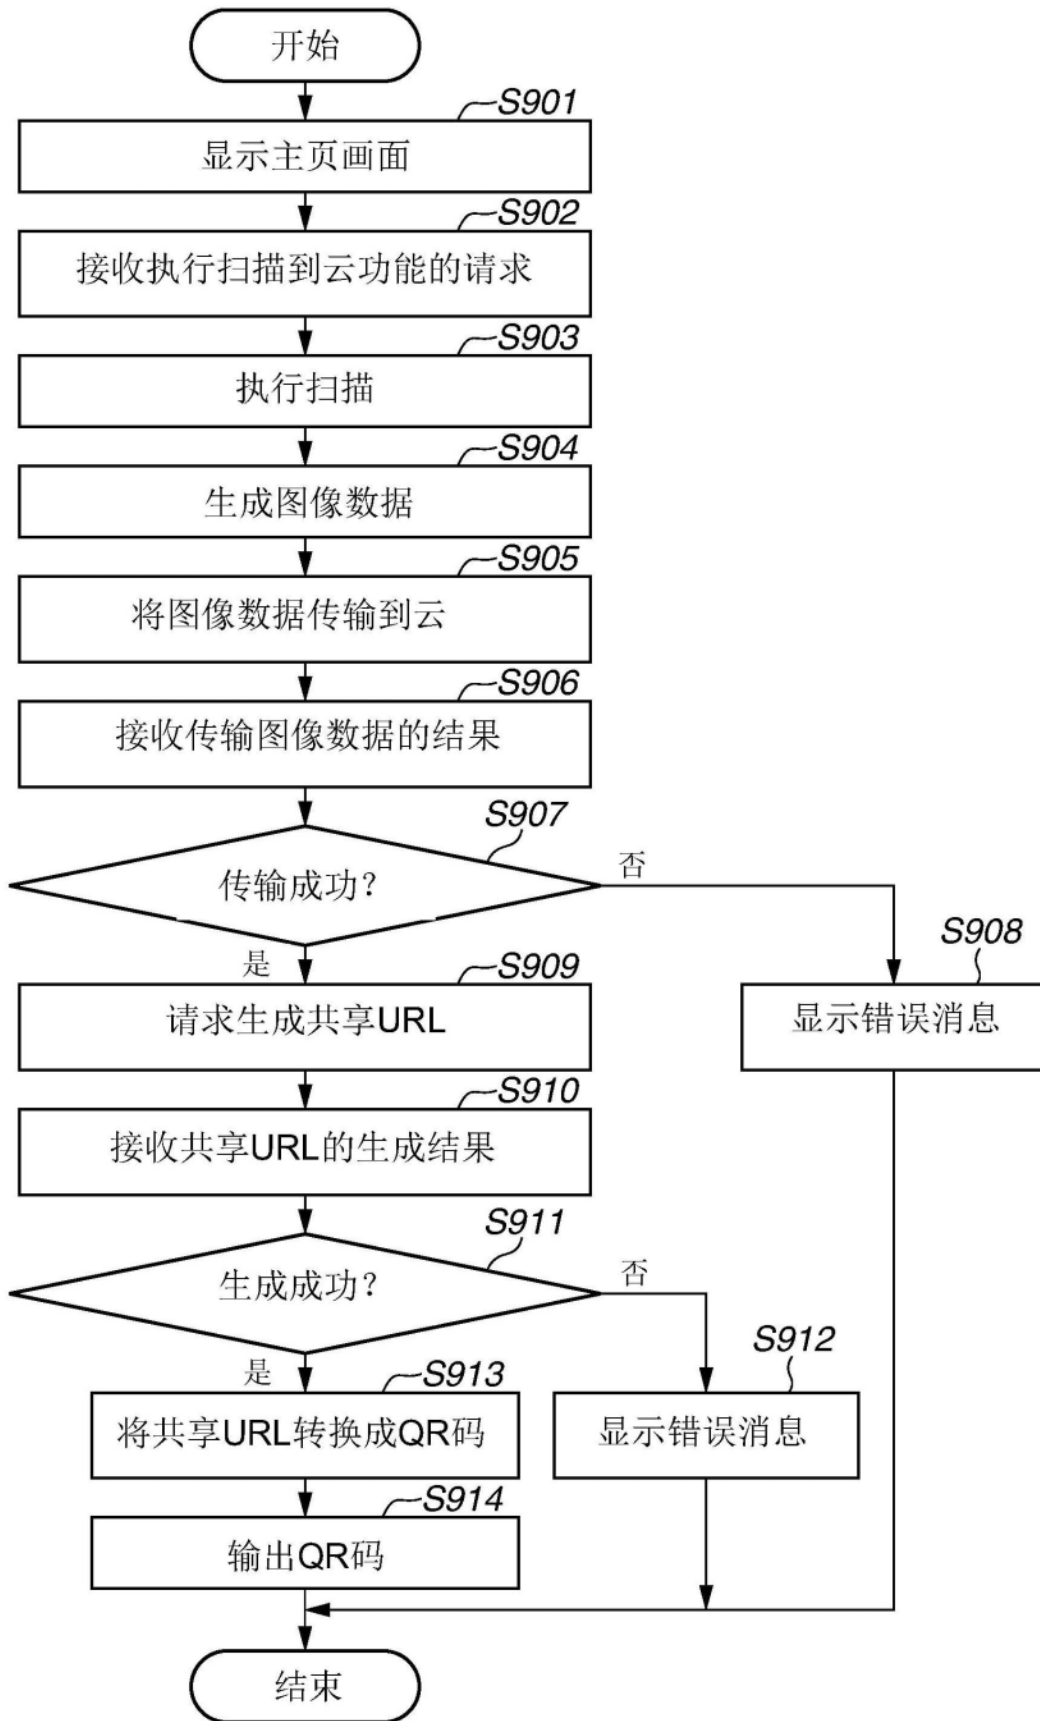 开始
S901
显示主页画面
S902
接收执行扫描到云功能的请求
S903
执行扫描
S904
生成图像数据
S905
将图像数据传输到云
S906
接收传输图像数据的结果
S907
传输成功?
否
是
S908
显示错误消息
S909
请求生成共享URL
S910
接收共享URL的生成结果
S911
生成成功?
否
是
S912
显示错误消息
S913
将共享URL转换成QR码
S914
输出QR码
结束